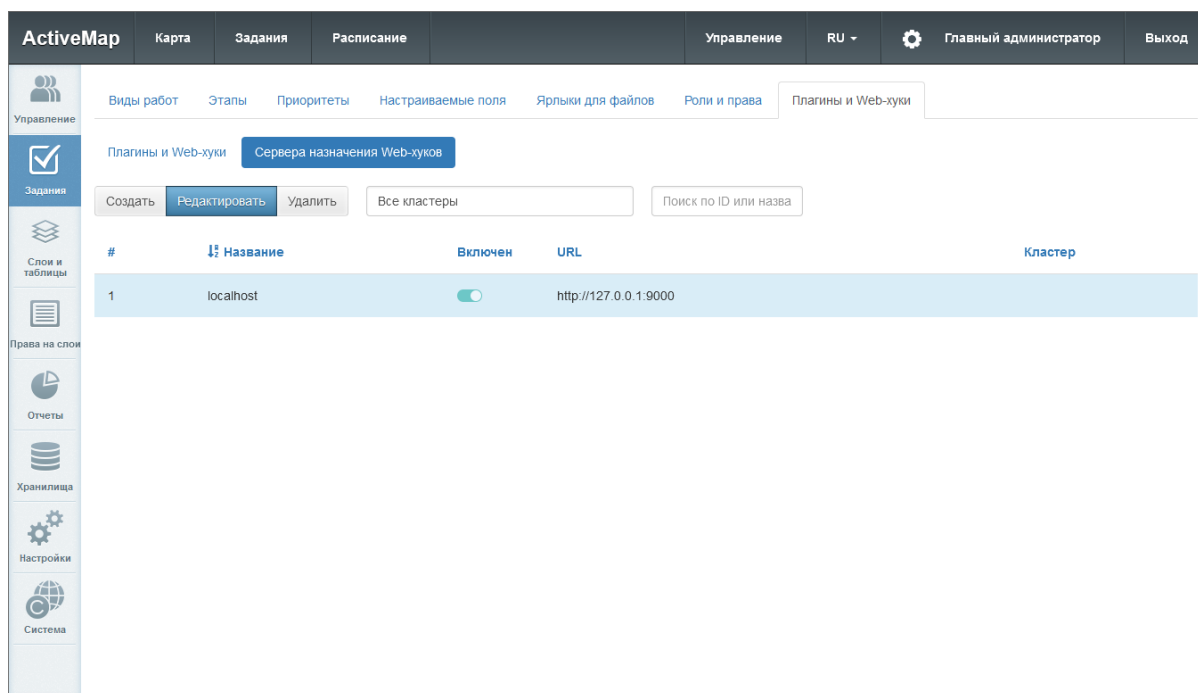 ActiveMap Карта Задания Расписание Управление RU Главный администратор Выход
Управление
Задания
Слои и
таблицы
Права на слои
Отчеты
Хранилища
Настройки
Система
Виды работ Этапы Приоритеты Настраиваемые поля Ярлыки для файлов Роли и права Плагины и Web-хуки
Плагины и Web-хуки Сервера назначения Web-хуков
Создать Редактировать Удалить Все кластеры Поиск по ID или назва
# Название Включен URL Кластер
1 localhost http://127.0.0.1:9000